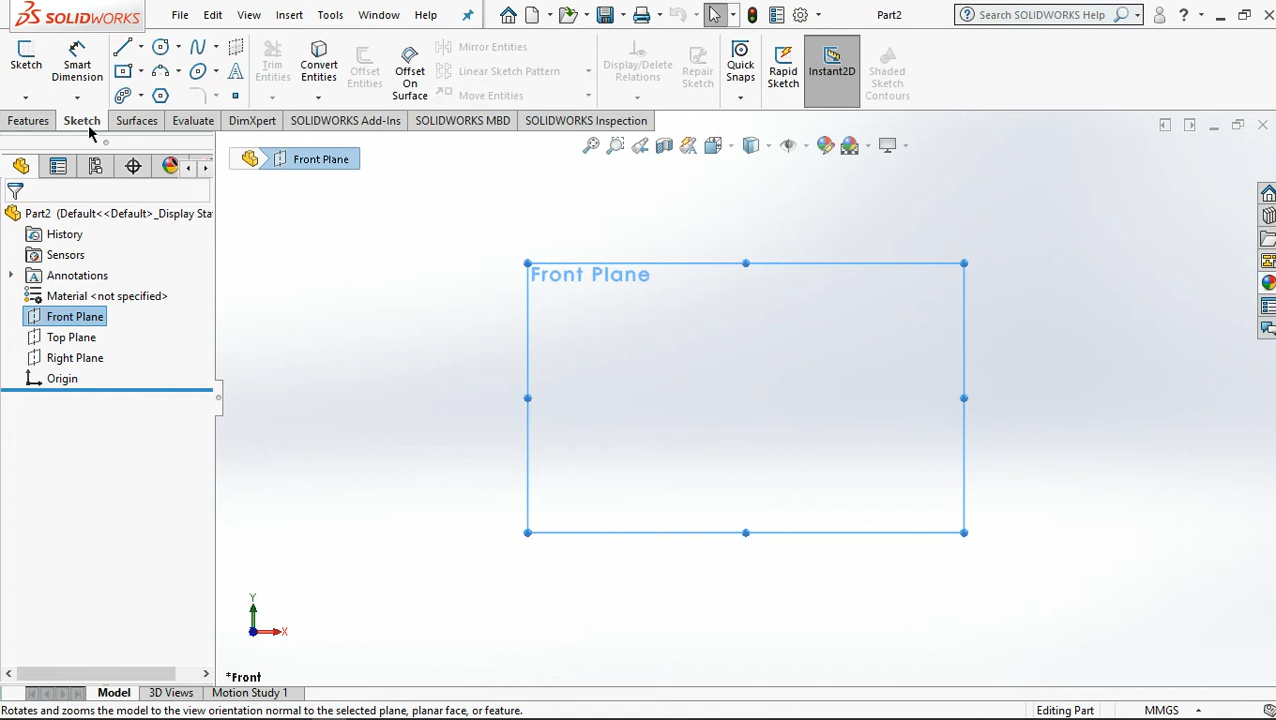 SOLIDWORKS File Edit View Insert Tools Window Help Part2 Search SOLIDWORKS Help ?
Sketch Smart Dimension Trim Entities Convert Entities Offset Entities Offset On Surface Mirror Entities Linear Sketch Pattern Move Entities Display/Delete Relations Repair Sketch Quick Snaps Rapid Sketch Instant2D Shaded Sketch Contours
Features Sketch Surfaces Evaluate DimXpert SOLIDWORKS Add-Ins SOLIDWORKS MBD SOLIDWORKS Inspection
Front Plane
Part2 (Default<<Default>_Display Sta
History
Sensors
Annotations
Material <not specified>
Front Plane
Top Plane
Right Plane
Origin
Front Plane
Y
X
*Front
Model 3D Views Motion Study 1
Rotates and zooms the model to the view orientation normal to the selected plane, planar face, or feature. Editing Part MMGS